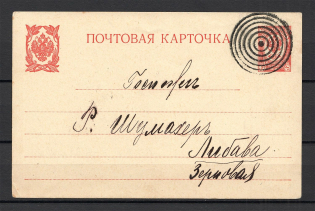 ПОЧТОВАЯ КАРТОЧКА
Р. Шумахеръ
Либава
Зерновая